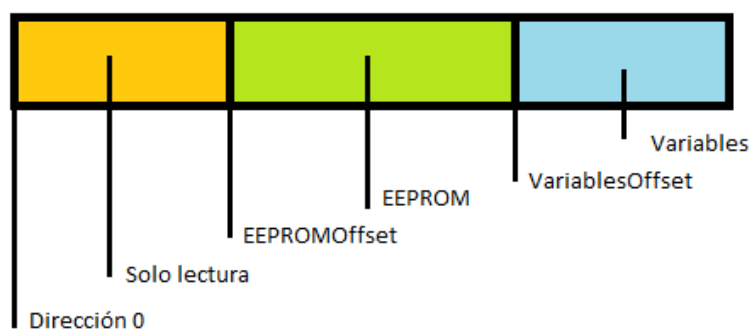 Variables
VariablesOffset
EEPROM
EEPROMOffset
Solo lectura
Dirección 0